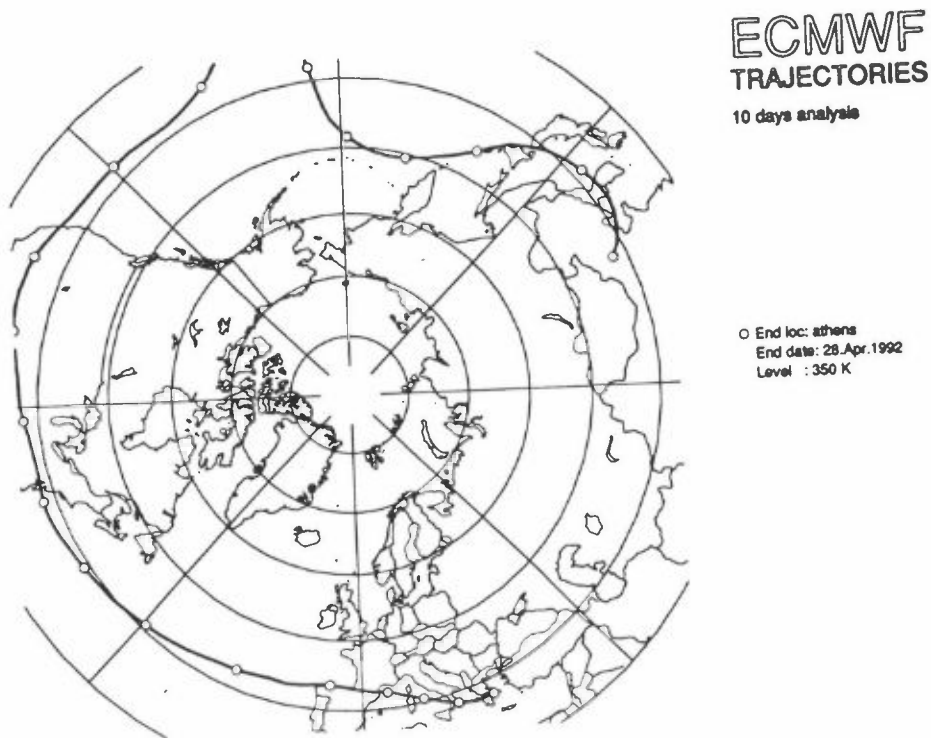 ECMWF
TRAJECTORIES
10 days analysis
End loc: athens
End date: 28.Apr.1992
Level : 350 K